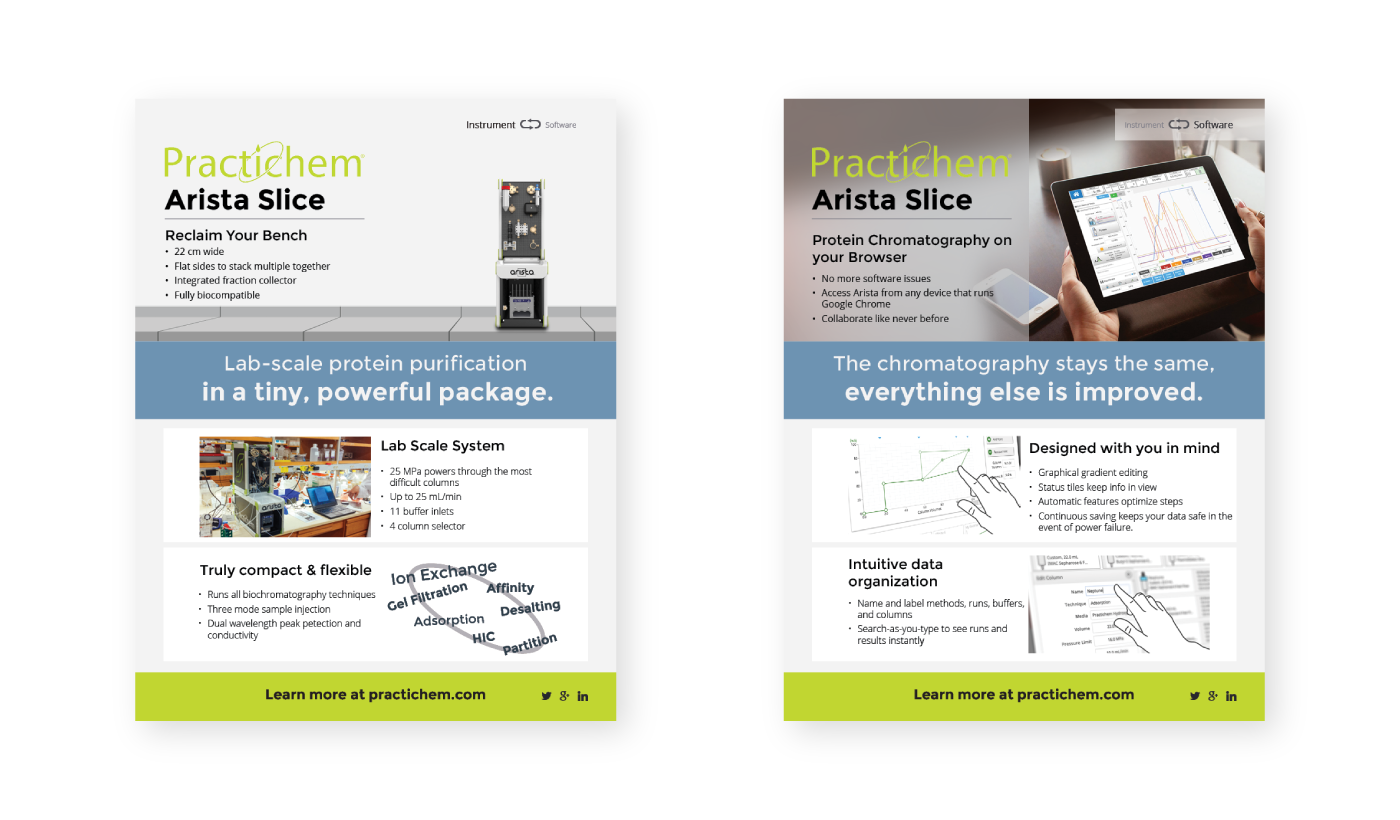 Instrument Software
Practichem
Arista Slice
Reclaim Your Bench
• 22 cm wide
• Flat sides to stack multiple together
• Integrated fraction collector
• Fully biocompatible
arista
Lab-scale protein purification
in a tiny, powerful package.
arista
Lab Scale System
• 25 MPa powers through the most
difficult columns
• Up to 25 mL/min
• 11 buffer inlets
• 4 column selector
Truly compact & flexible
• Runs all biochromatography techniques
• Three mode sample injection
• Dual wavelength peak petection and
conductivity
Ion Exchange
Gel Filtration
Affinity
Desalting
Adsorption
HIC
Partition
Learn more at practichem.com
Instrument Software
Practichem
Arista Slice
Protein Chromatography on
your Browser
• No more software issues
• Access Arista from any device that runs
Google Chrome
• Collaborate like never before
The chromatography stays the same,
everything else is improved.
Designed with you in mind
• Graphical gradient editing
• Status tiles keep info in view
• Automatic features optimize steps
• Continuous saving keeps your data safe in the
event of power failure.
Intuitive data
organization
• Name and label methods, runs, buffers,
and columns
• Search-as-you-type to see runs and
results instantly
Edit Column
Name Neptune
Technique Adsorption
Media
Volume
Pressure Limit
Learn more at practichem.com